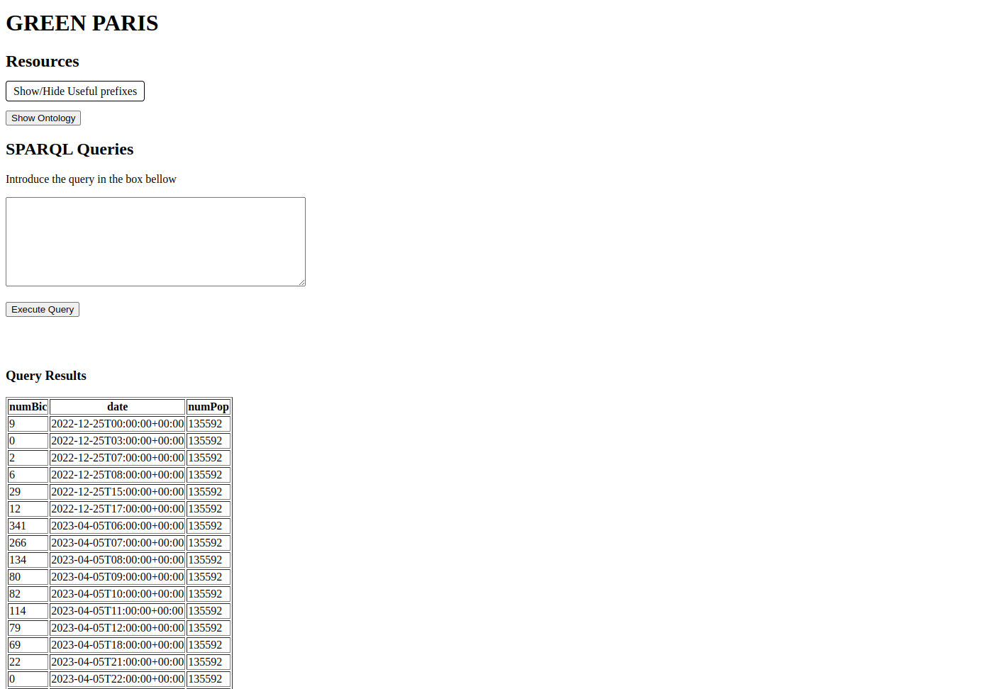 GREEN PARIS
Resources
Show/Hide Useful prefixes
Show Ontology
SPARQL Queries
Introduce the query in the box bellow
Execute Query
Query Results
numBic date numPop
9 2022-12-25T00:00:00+00:00 135592
0 2022-12-25T03:00:00+00:00 135592
2 2022-12-25T07:00:00+00:00 135592
6 2022-12-25T08:00:00+00:00 135592
29 2022-12-25T15:00:00+00:00 135592
12 2022-12-25T17:00:00+00:00 135592
341 2023-04-05T06:00:00+00:00 135592
266 2023-04-05T07:00:00+00:00 135592
134 2023-04-05T08:00:00+00:00 135592
80 2023-04-05T09:00:00+00:00 135592
82 2023-04-05T10:00:00+00:00 135592
114 2023-04-05T11:00:00+00:00 135592
79 2023-04-05T12:00:00+00:00 135592
69 2023-04-05T18:00:00+00:00 135592
22 2023-04-05T21:00:00+00:00 135592
0 2023-04-05T22:00:00+00:00 135592